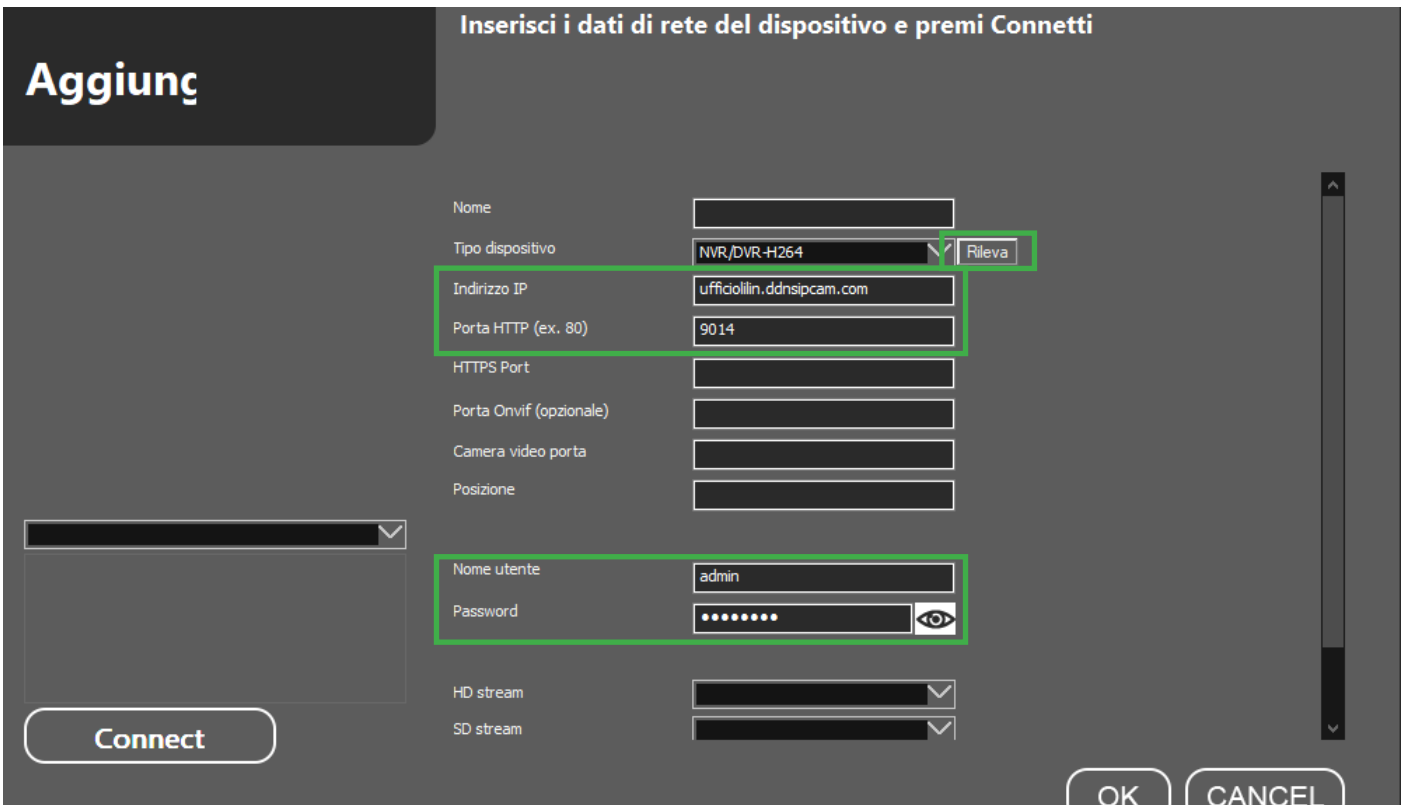 Inserisci i dati di rete del dispositivo e premi Connetti
Aggiung
Nome
Tipo dispositivo NVR/DVR-H264 Rileva
Indirizzo IP ufficiolilin.ddnsipcam.com
Porta HTTP (ex. 80) 9014
HTTPS Port
Porta Onvif (opzionale)
Camera video porta
Posizione
Nome utente admin
Password ••••••••
HD stream
SD stream
Connect
OK CANCEL